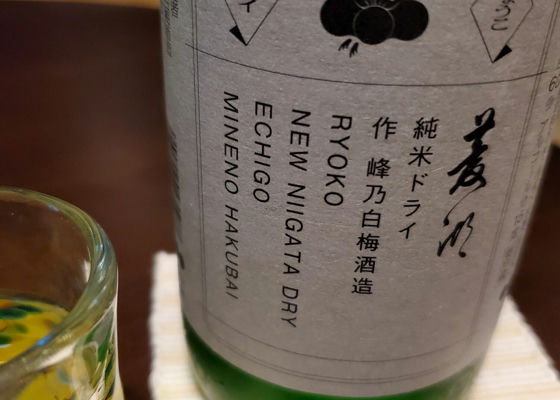 菱湖
純米ドライ
作 峰乃白梅酒造
RYOKO
NEW NIIGATA DRY
ECHIGO
MINENO HAKUBAI